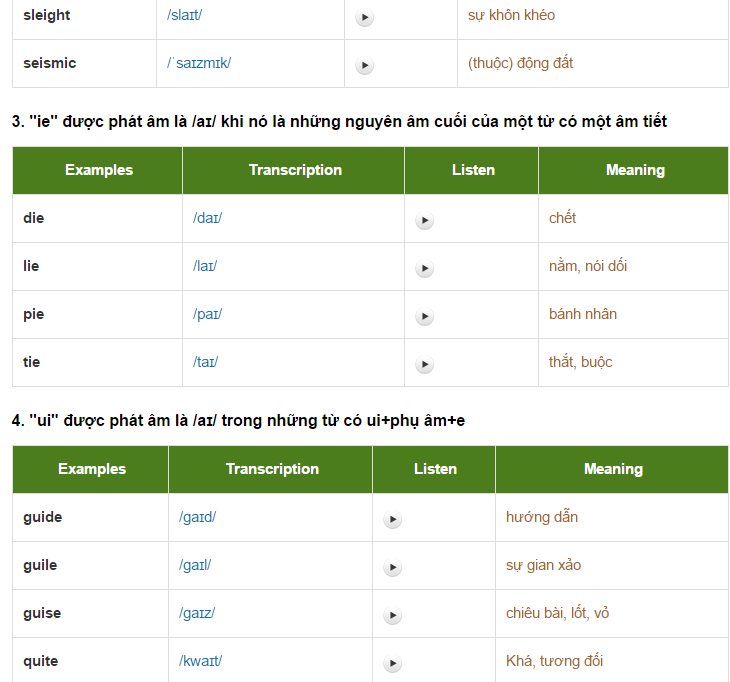 sleight /slaɪt/ sự khôn khéo
seismic /ˈsaɪzmɪk/ (thuộc) động đất
3. "ie" được phát âm là /aɪ/ khi nó là những nguyên âm cuối của một từ có một âm tiết
Examples Transcription Listen Meaning
die /daɪ/ chết
lie /laɪ/ nằm, nói dối
pie /paɪ/ bánh nhân
tie /taɪ/ thắt, buộc
4. "ui" được phát âm là /aɪ/ trong những từ có ui+phụ âm+e
Examples Transcription Listen Meaning
guide /gaɪd/ hướng dẫn
guile /gaɪl/ sự gian xảo
guise /gaɪz/ chiêu bài, lốt, vỏ
quite /kwaɪt/ Khá, tương đối